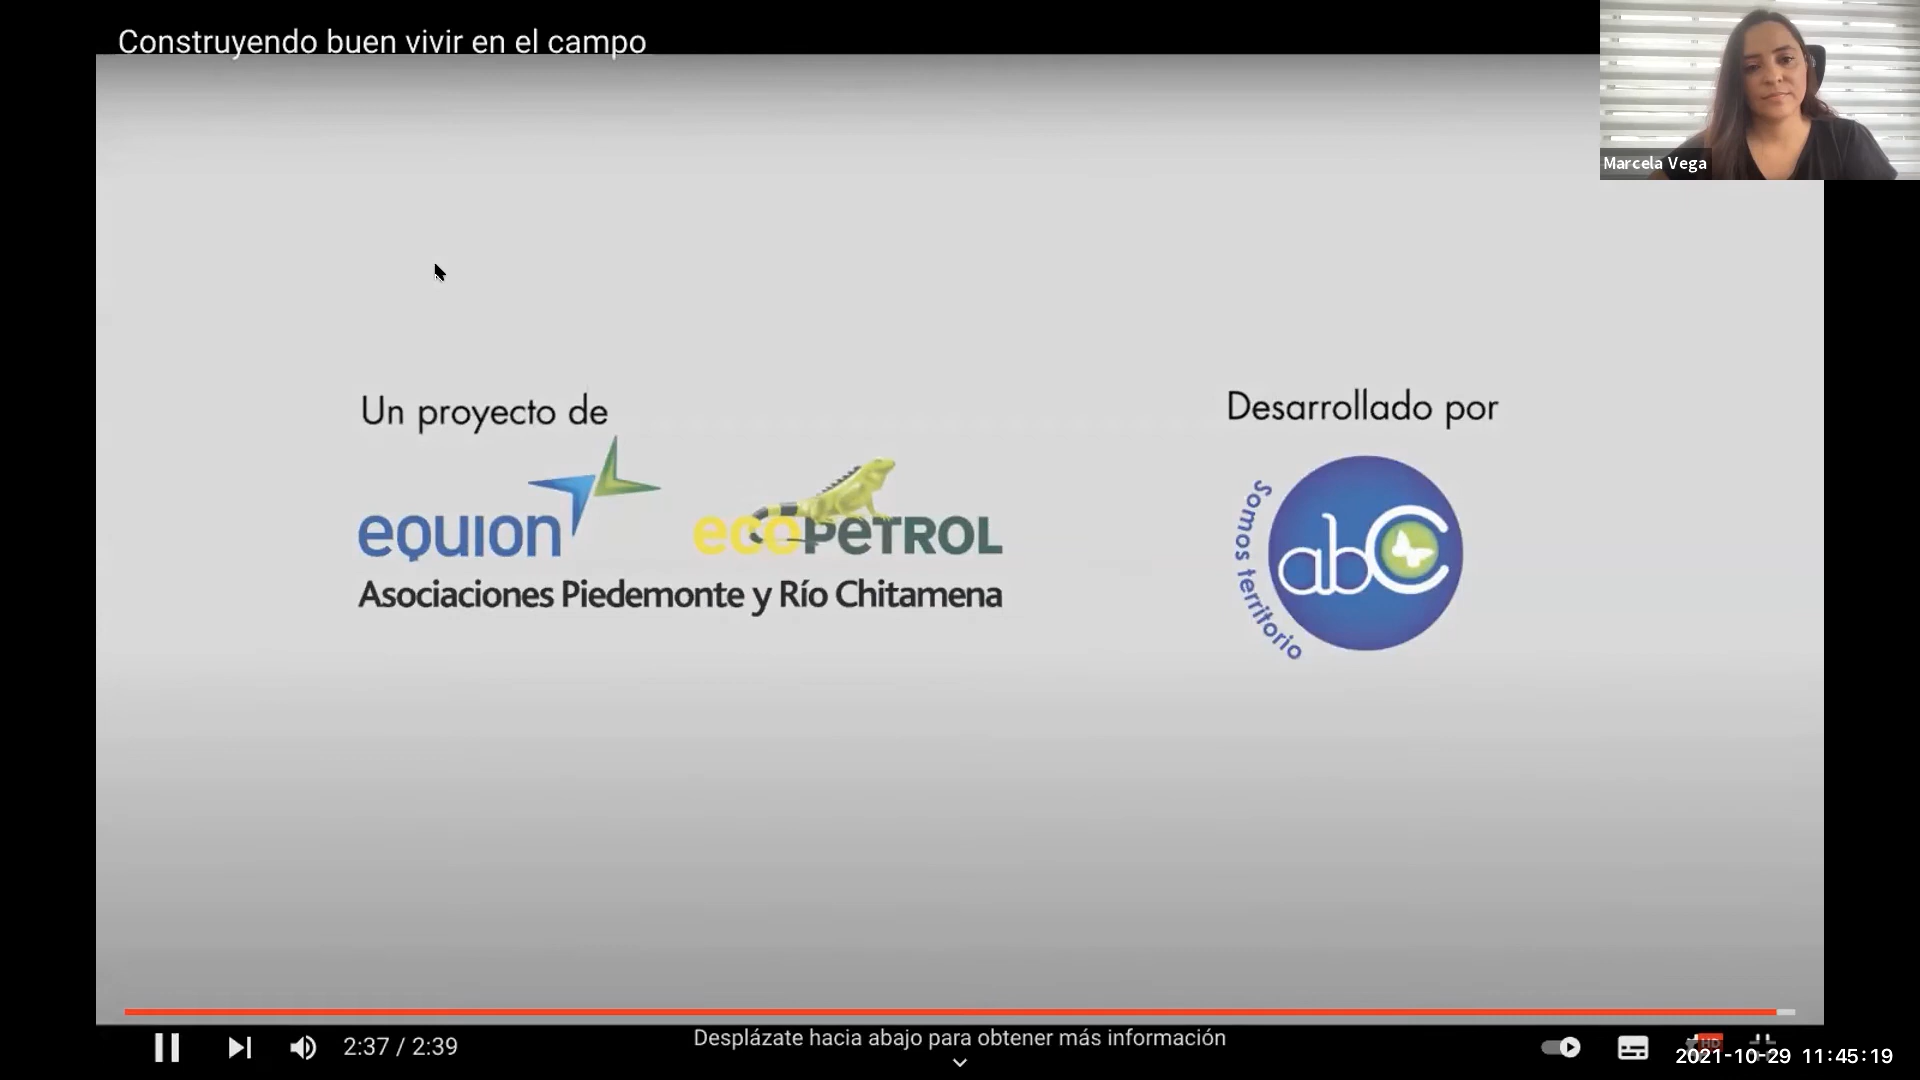 Construyendo buen vivir en el campo
Marcela Vega
Un proyecto de
equion
ecopetrol
Asociaciones Piedemonte y Río Chitamena
Desarrollado por
Somos territorio
abC
2:37 / 2:39
Desplázate hacia abajo para obtener más información
HD
2021-10-29 11:45:19